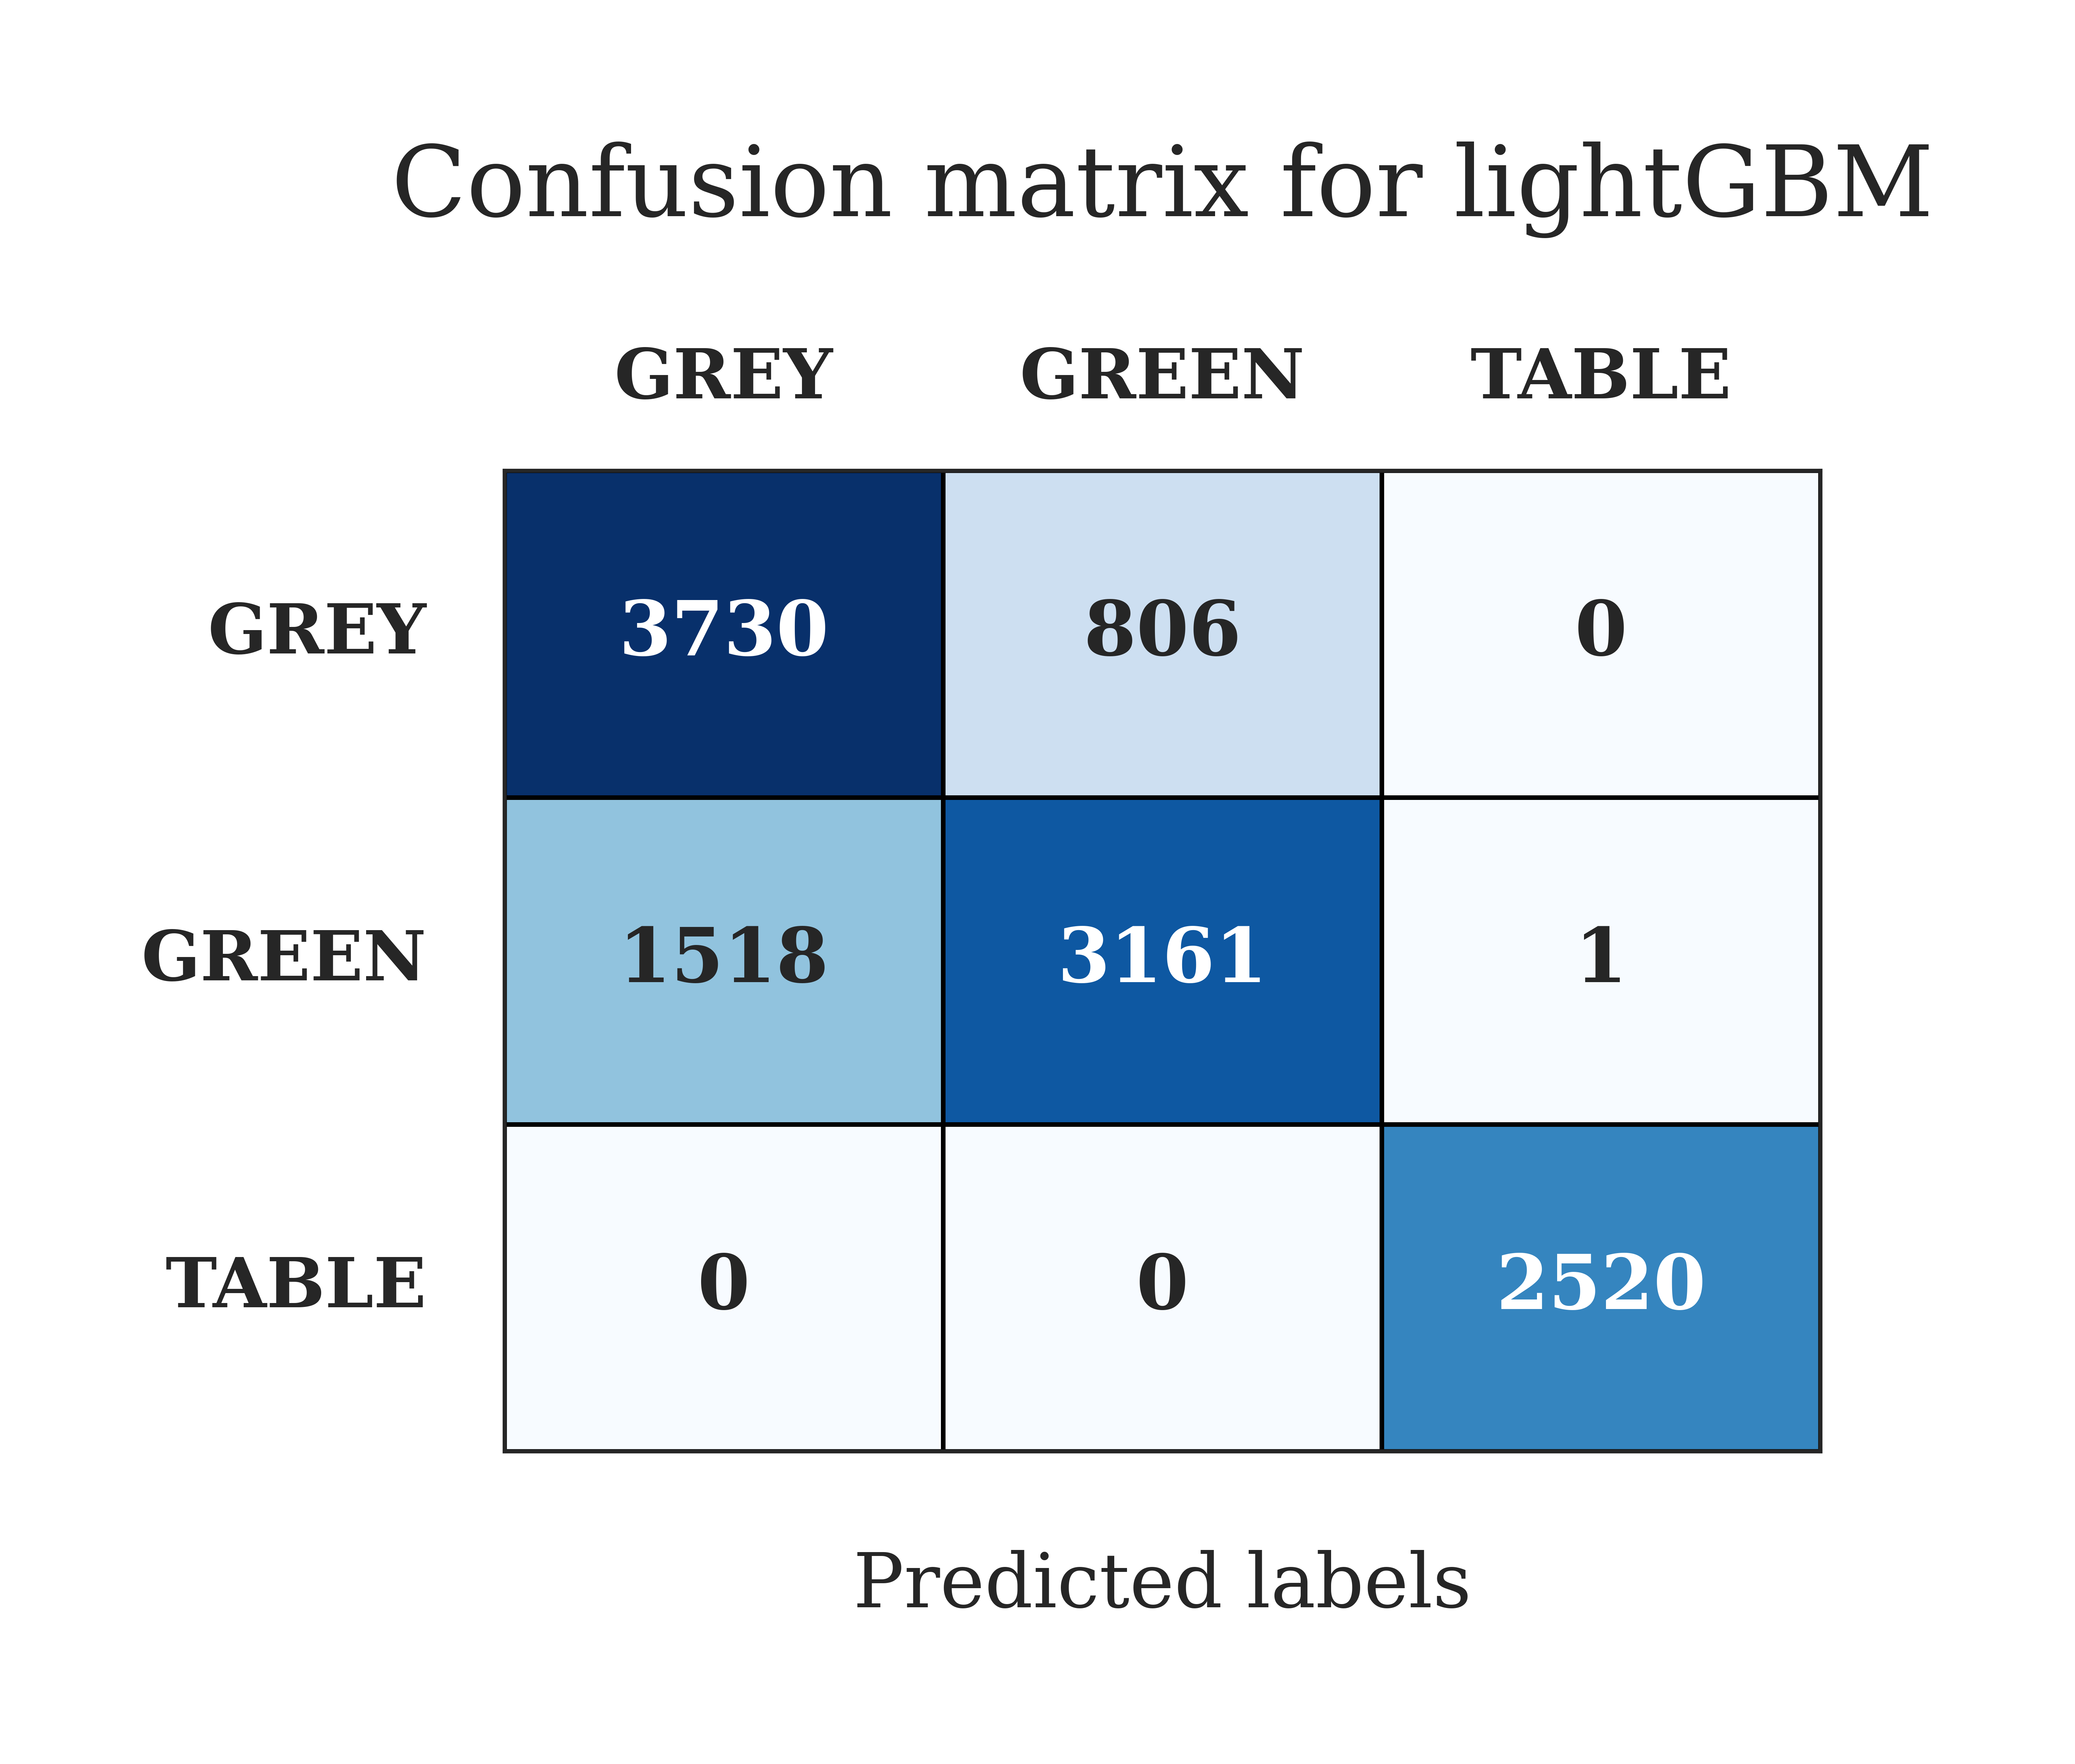 Confusion matrix for lightGBM
GREY GREEN TABLE
GREY 3730 806 0
GREEN 1518 3161 1
TABLE 0 0 2520
Predicted labels